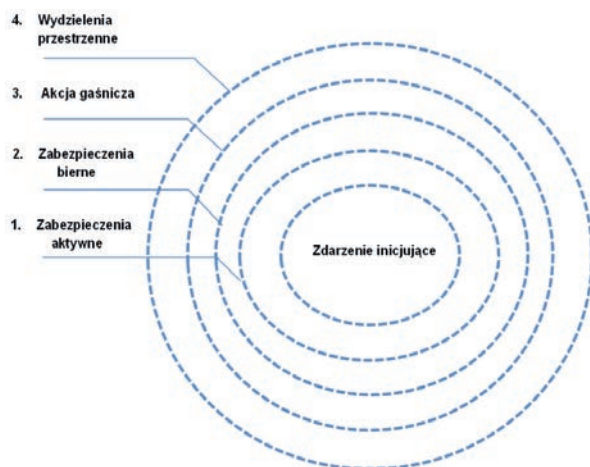 4. Wydzielenia
przestrzenne
3. Akcja gaśnicza
2. Zabezpieczenia
bierne
1. Zabezpieczenia
aktywne
Zdarzenie inicjujące